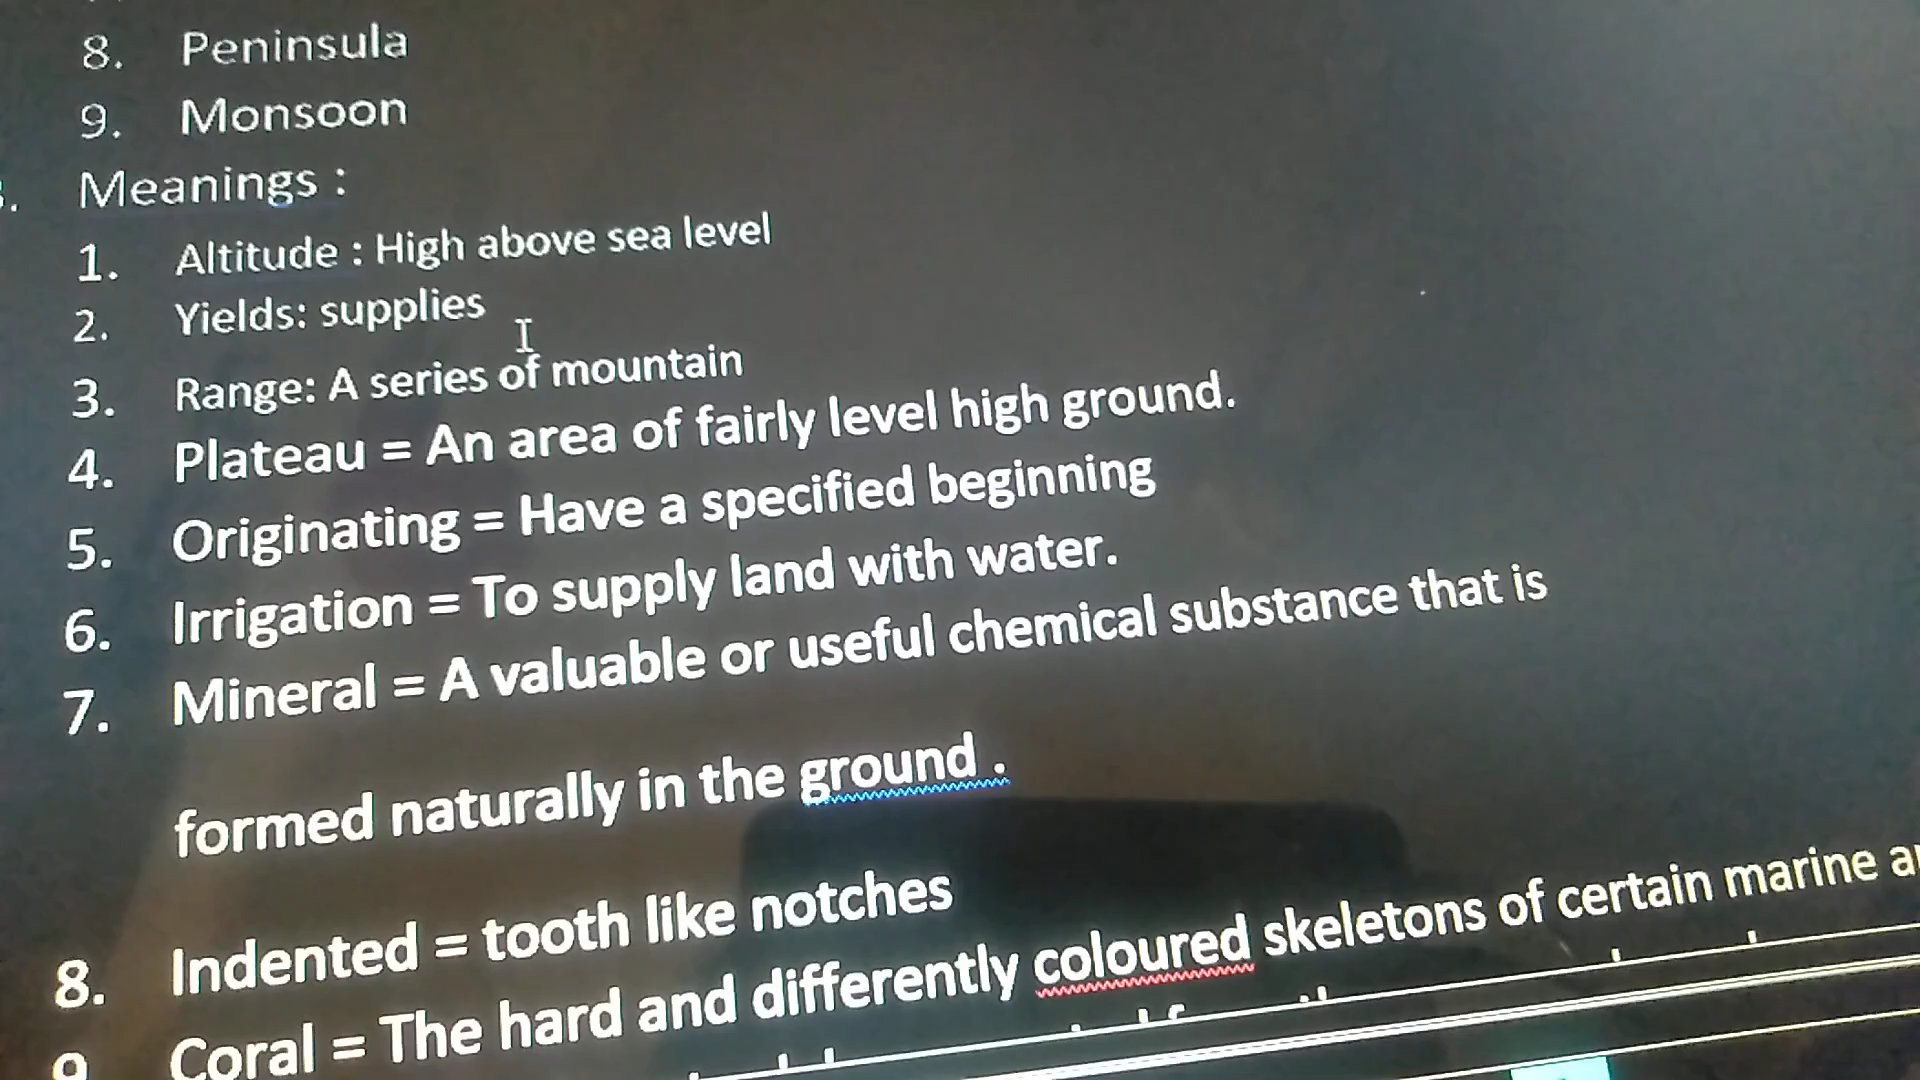 8. Peninsula
9. Monsoon
Meanings :
1. Altitude : High above sea level
2. Yields: supplies
3. Range: A series of mountain
4. Plateau = An area of fairly level high ground.
5. Originating = Have a specified beginning
6. Irrigation = To supply land with water.
7. Mineral = A valuable or useful chemical substance that is
formed naturally in the ground .
8. Indented = tooth like notches
9 Coral = The hard and differently coloured skeletons of certain marine